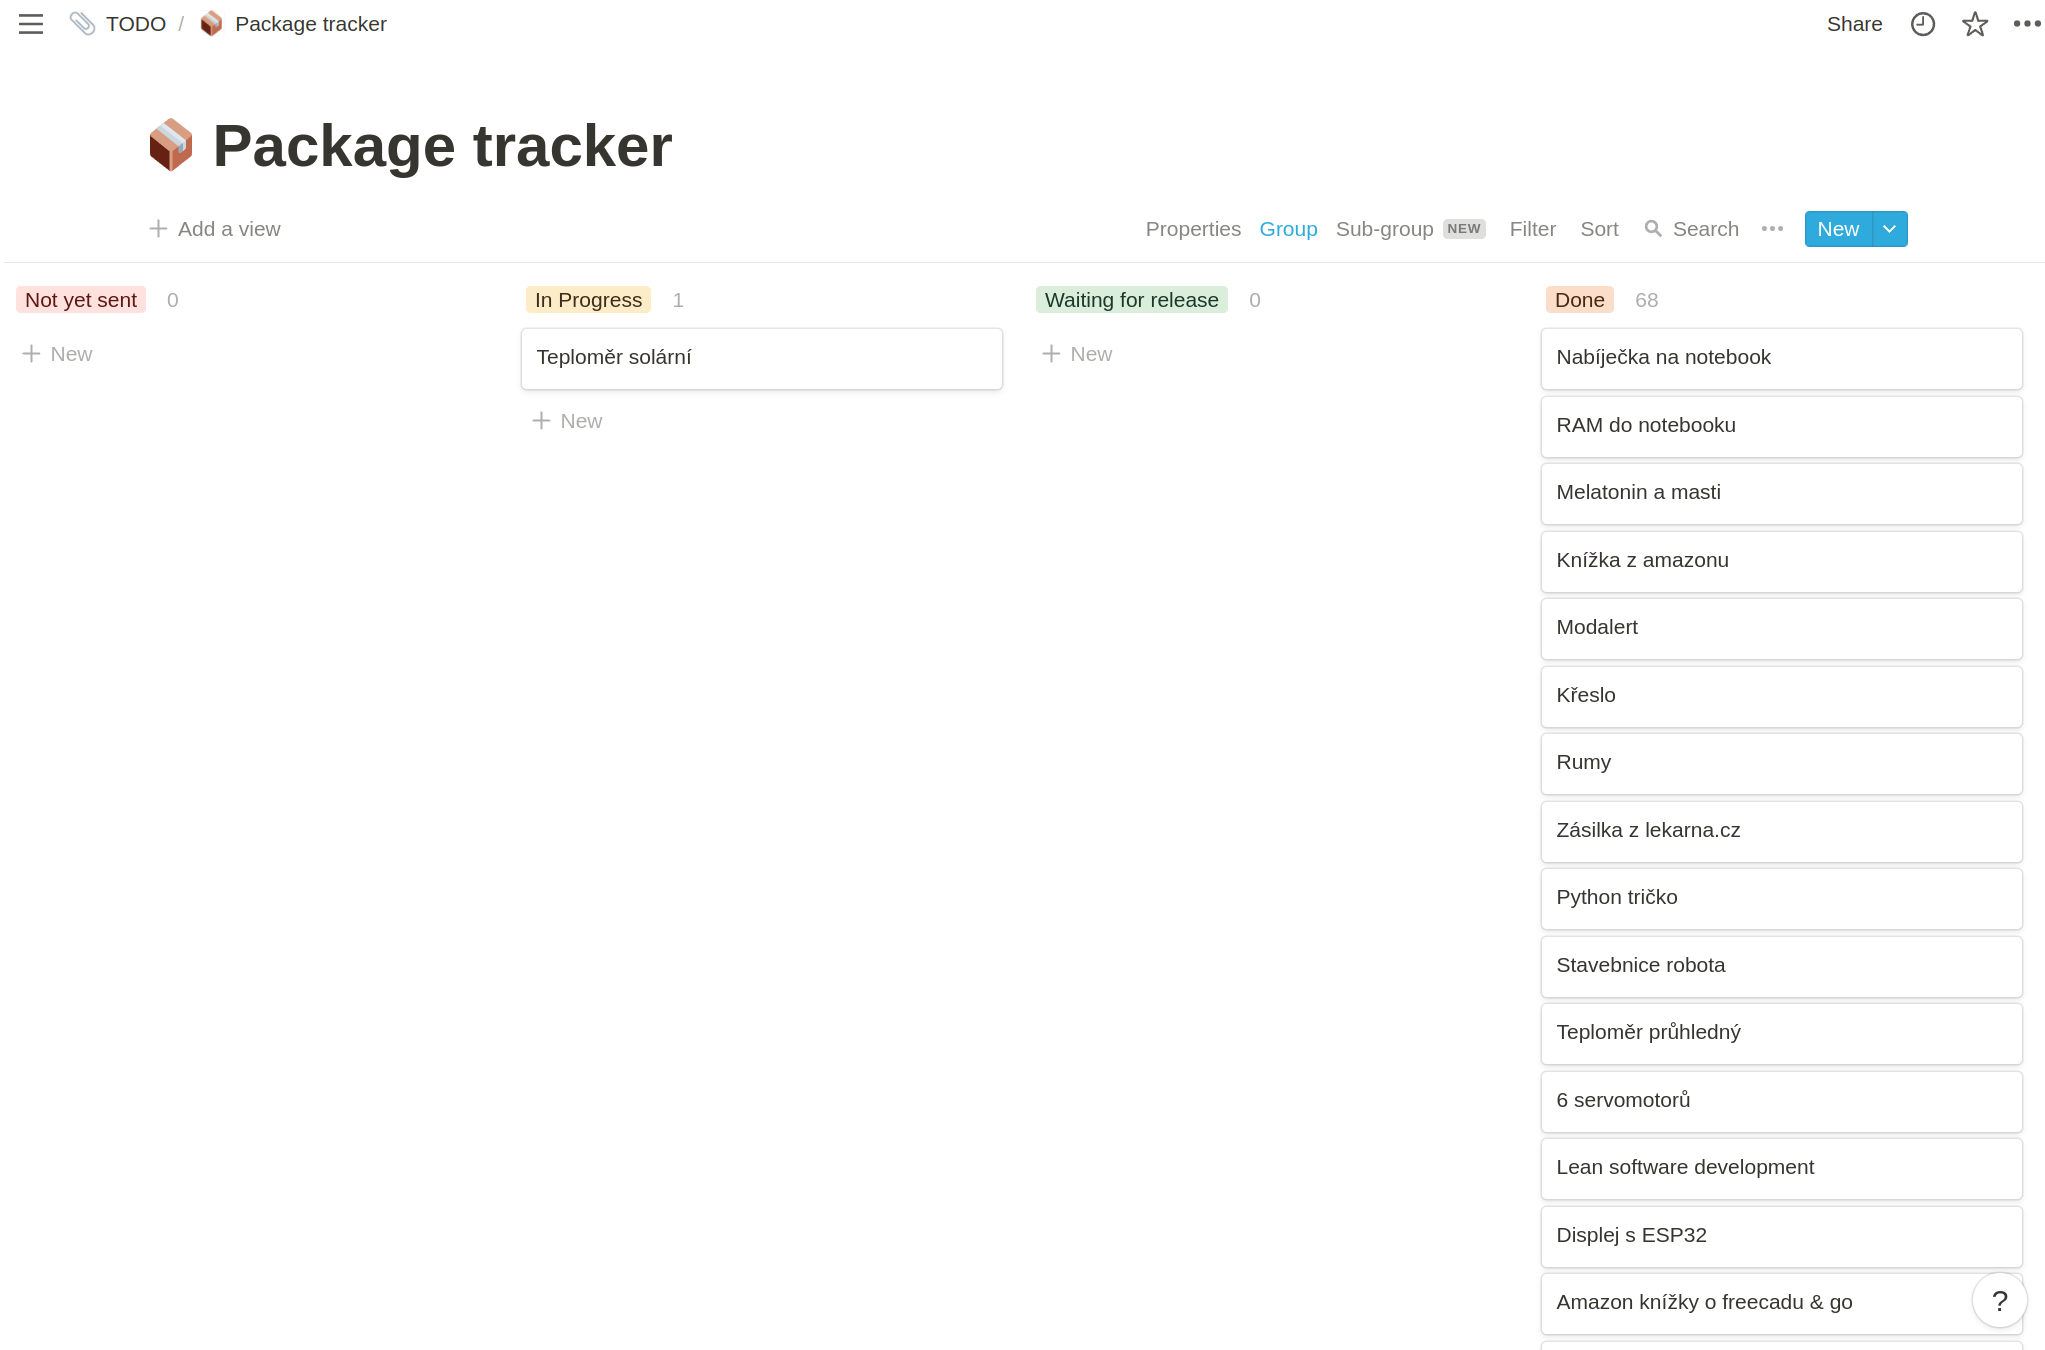 TODO / Package tracker Share
Package tracker
Add a view Properties Group Sub-group NEW Filter Sort Search New
Not yet sent 0 In Progress 1 Waiting for release 0 Done 68
New Teploměr solární New Nabíječka na notebook
New RAM do notebooku
Melatonin a masti
Knížka z amazonu
Modalert
Křeslo
Rumy
Zásilka z lekarna.cz
Python tričko
Stavebnice robota
Teploměr průhledný
6 servomotorů
Lean software development
Displej s ESP32
Amazon knížky o freecadu & go ?